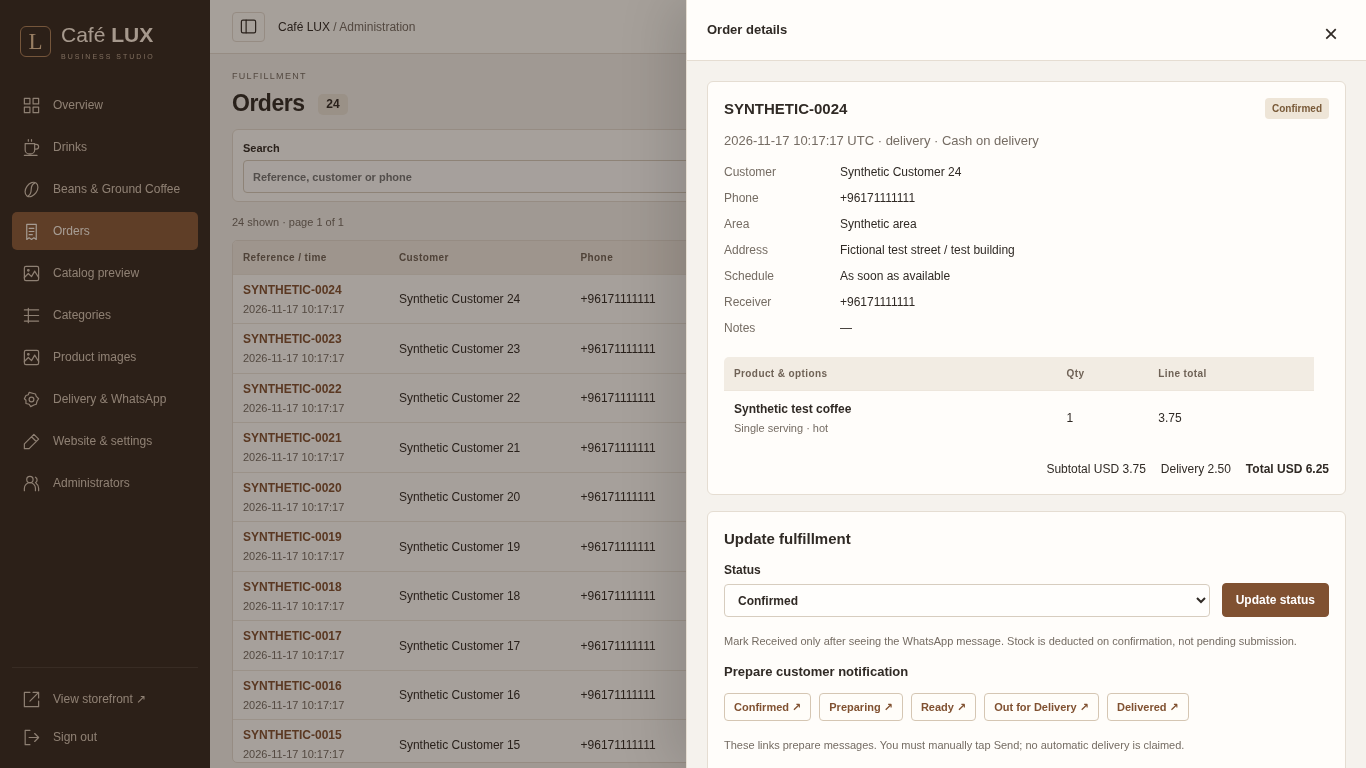 L
Café LUX
BUSINESS STUDIO
Overview
Drinks
Beans & Ground Coffee
Orders
Catalog preview
Categories
Product images
Delivery & WhatsApp
Website & settings
Administrators
View storefront ↗
Sign out
Café LUX / Administration
FULFILLMENT
Orders 24
Search
Reference, customer or phone
24 shown · page 1 of 1
Reference / time Customer Phone
SYNTHETIC-0024
2026-11-17 10:17:17 Synthetic Customer 24 +96171111111
SYNTHETIC-0023
2026-11-17 10:17:17 Synthetic Customer 23 +96171111111
SYNTHETIC-0022
2026-11-17 10:17:17 Synthetic Customer 22 +96171111111
SYNTHETIC-0021
2026-11-17 10:17:17 Synthetic Customer 21 +96171111111
SYNTHETIC-0020
2026-11-17 10:17:17 Synthetic Customer 20 +96171111111
SYNTHETIC-0019
2026-11-17 10:17:17 Synthetic Customer 19 +96171111111
SYNTHETIC-0018
2026-11-17 10:17:17 Synthetic Customer 18 +96171111111
SYNTHETIC-0017
2026-11-17 10:17:17 Synthetic Customer 17 +96171111111
SYNTHETIC-0016
2026-11-17 10:17:17 Synthetic Customer 16 +96171111111
SYNTHETIC-0015
2026-11-17 10:17:17 Synthetic Customer 15 +96171111111
Order details
SYNTHETIC-0024 Confirmed
2026-11-17 10:17:17 UTC · delivery · Cash on delivery
Customer Synthetic Customer 24
Phone +96171111111
Area Synthetic area
Address Fictional test street / test building
Schedule As soon as available
Receiver +96171111111
Notes —
Product & options Qty Line total
Synthetic test coffee
Single serving · hot 1 3.75
Subtotal USD 3.75 Delivery 2.50 Total USD 6.25
Update fulfillment
Status
Confirmed Update status
Mark Received only after seeing the WhatsApp message. Stock is deducted on confirmation, not pending submission.
Prepare customer notification
Confirmed ↗ Preparing ↗ Ready ↗ Out for Delivery ↗ Delivered ↗
These links prepare messages. You must manually tap Send; no automatic delivery is claimed.